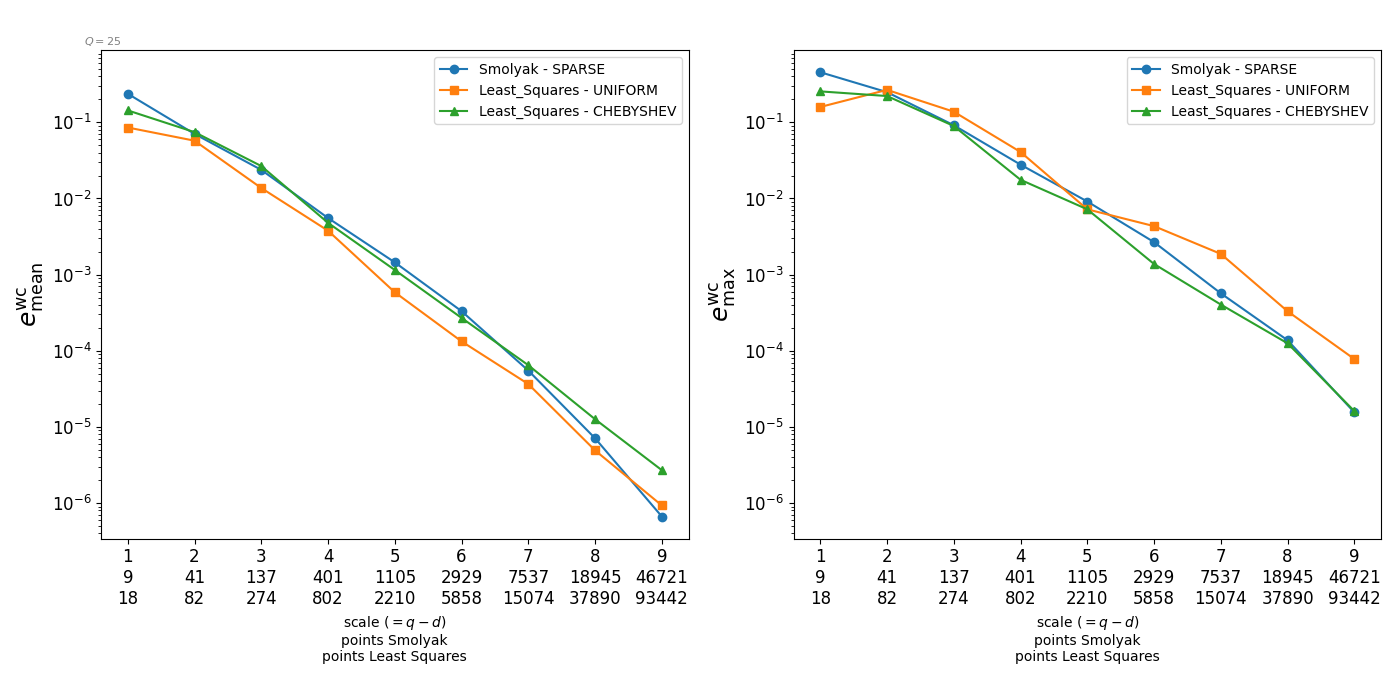 Q = 25
Smolyak - SPARSE
Least_Squares - UNIFORM
Least_Squares - CHEBYSHEV
10⁻¹
10⁻²
10⁻³
10⁻⁴
10⁻⁵
10⁻⁶
e^wc_mean
1 2 3 4 5 6 7 8 9
9 41 137 401 1105 2929 7537 18945 46721
18 82 274 802 2210 5858 15074 37890 93442
scale (= q − d)
points Smolyak
points Least Squares
Smolyak - SPARSE
Least_Squares - UNIFORM
Least_Squares - CHEBYSHEV
10⁻¹
10⁻²
10⁻³
10⁻⁴
10⁻⁵
10⁻⁶
e^wc_max
1 2 3 4 5 6 7 8 9
9 41 137 401 1105 2929 7537 18945 46721
18 82 274 802 2210 5858 15074 37890 93442
scale (= q − d)
points Smolyak
points Least Squares